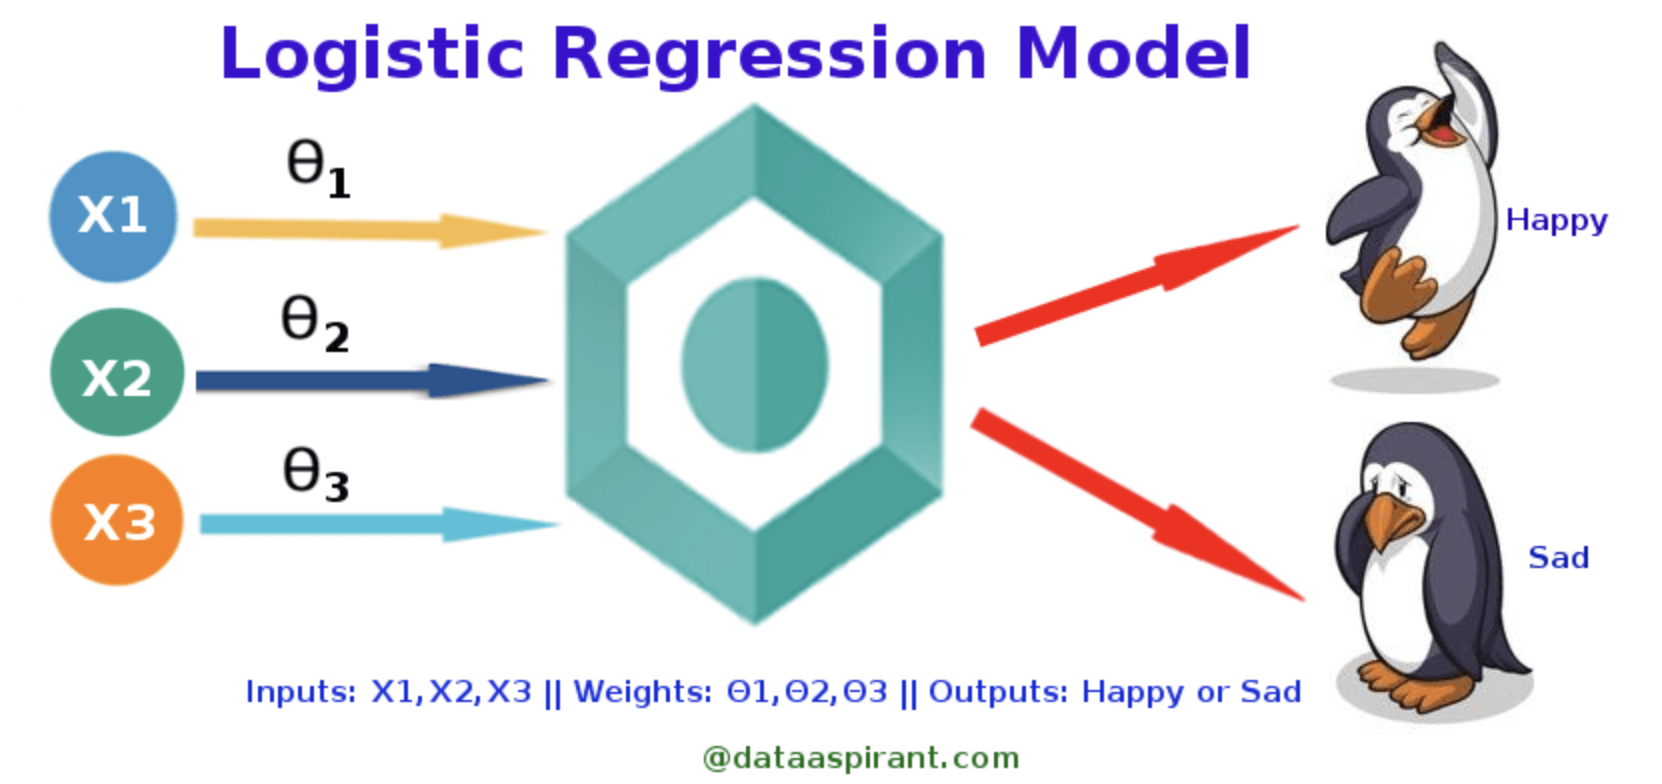 Logistic Regression Model
X1
θ1
X2
θ2
X3
θ3
Happy
Sad
Inputs: X1,X2,X3 || Weights: Θ1,Θ2,Θ3 || Outputs: Happy or Sad
@dataaspirant.com